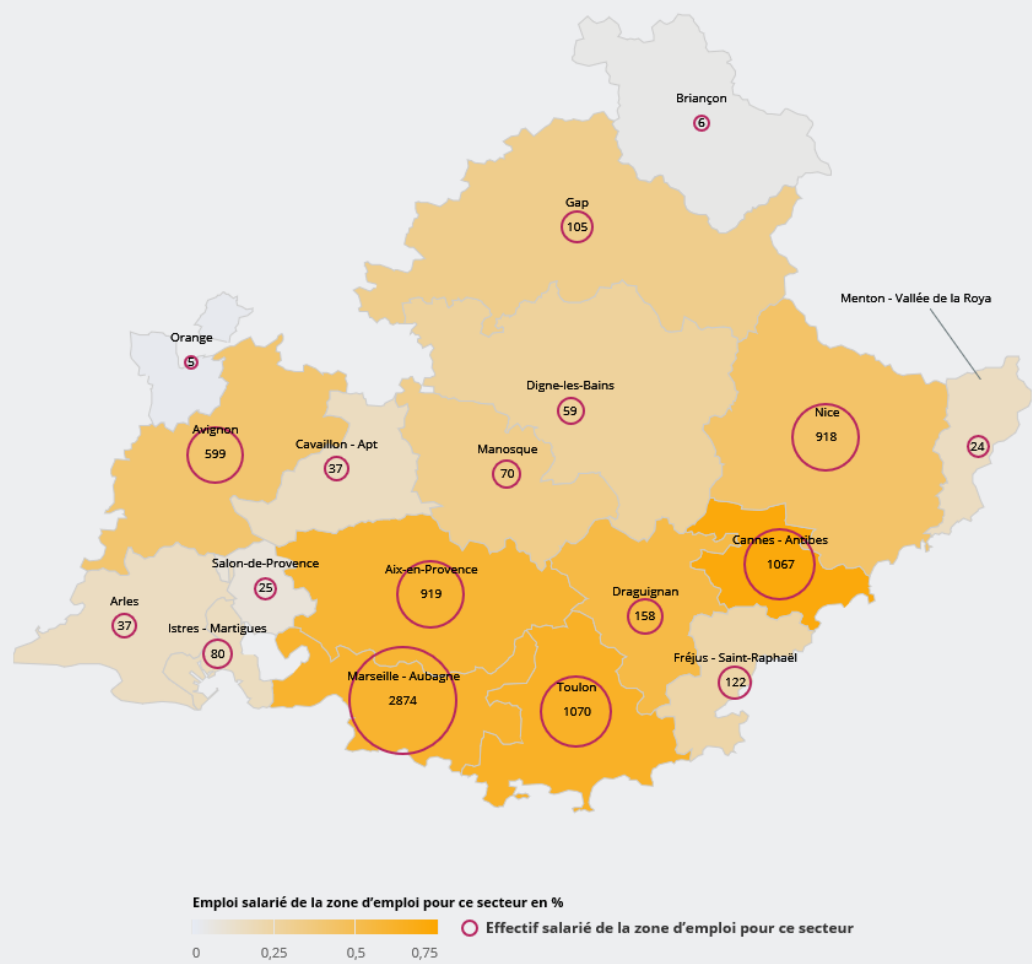 Briançon
6
Gap
105
Menton - Vallée de la Roya
Orange
5
Digne-les-Bains
59
Nice
918
Avignon
599
Cavaillon - Apt
37
Manosque
70
24
Cannes - Antibes
1067
Salon-de-Provence
25
Aix-en-Provence
919
Draguignan
158
Arles
37
Istres - Martigues
80
Fréjus - Saint-Raphaël
122
Marseille - Aubagne
2874
Toulon
1070
Emploi salarié de la zone d’emploi pour ce secteur en %
Effectif salarié de la zone d’emploi pour ce secteur
0 0,25 0,5 0,75